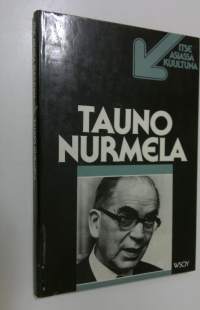 ITSE
ASIASSA
KUULTUNA
TAUNO
NURMELA
WSOY